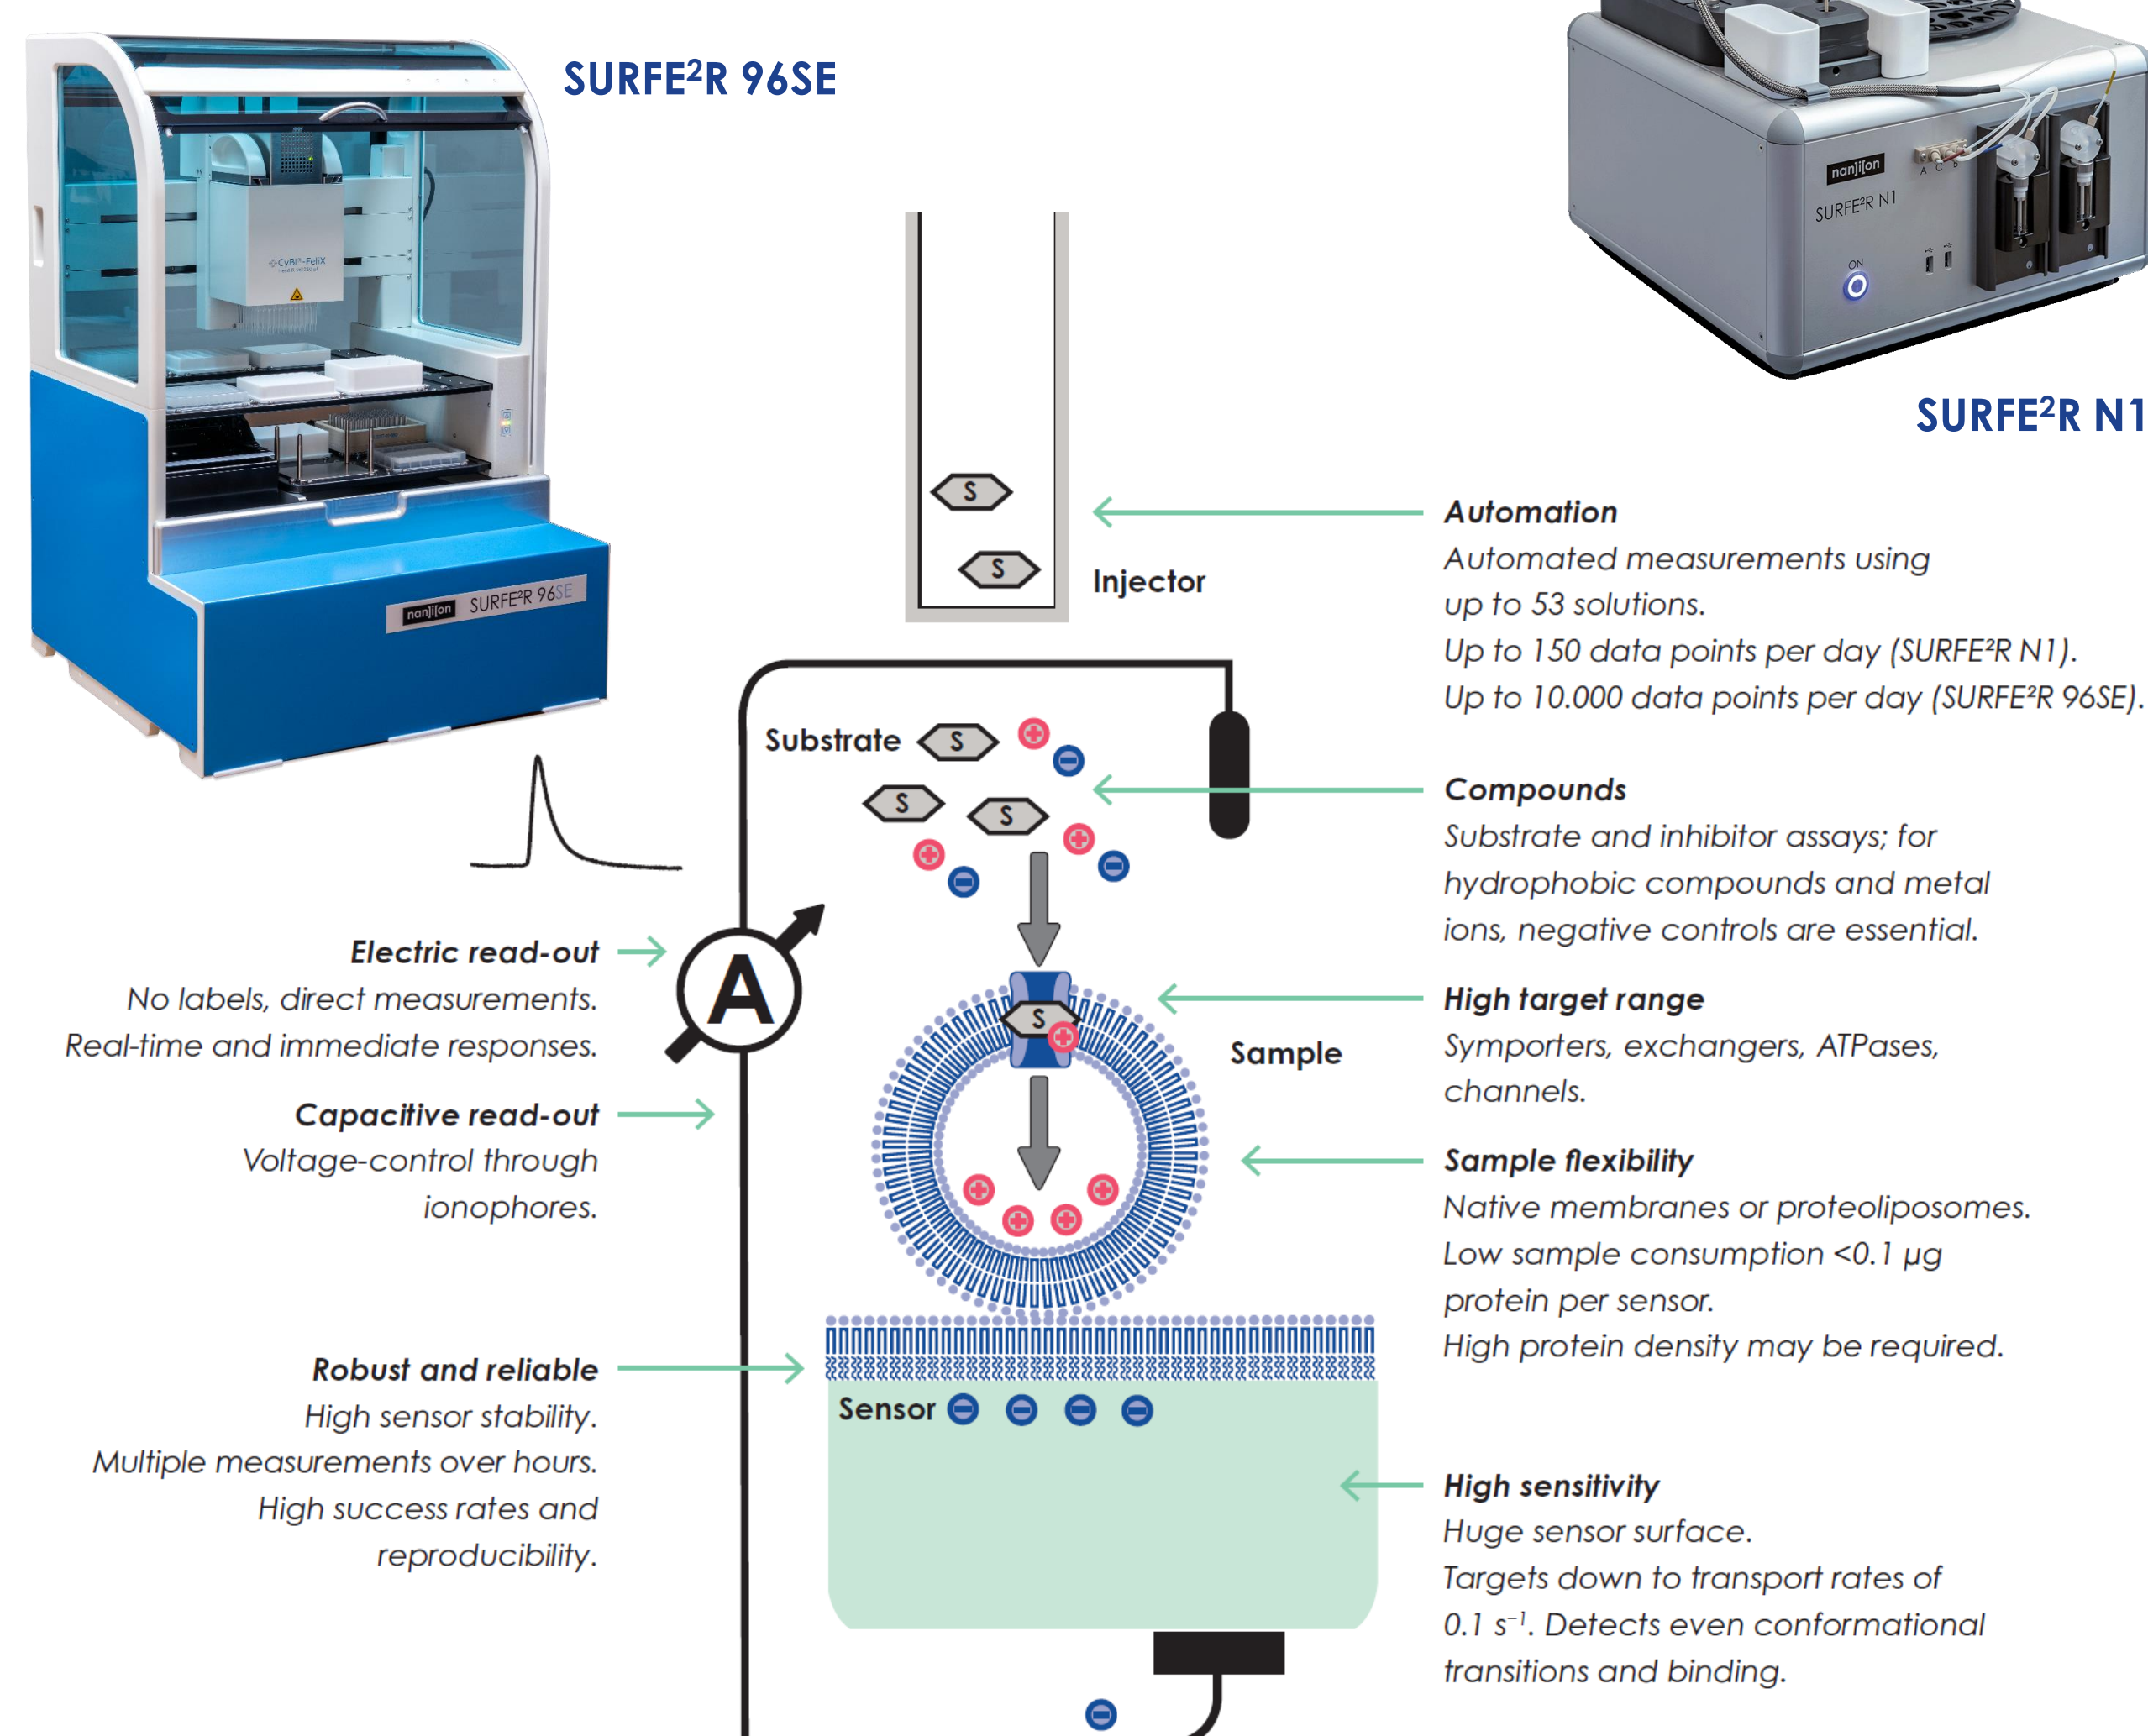 SURFE²R 96SE
CyBi®-FeliX
nan]i[on SURFE²R 96SE
nan]i[on
SURFE²R N1
A C B
ON
SURFE²R N1
S
S
Injector
Automation
Automated measurements using
up to 53 solutions.
Up to 150 data points per day (SURFE²R N1).
Up to 10.000 data points per day (SURFE²R 96SE).
Substrate S
S
S
Compounds
Substrate and inhibitor assays; for
hydrophobic compounds and metal
ions, negative controls are essential.
Electric read-out
No labels, direct measurements.
Real-time and immediate responses.
A
S
Sample
High target range
Symporters, exchangers, ATPases,
channels.
Capacitive read-out
Voltage-control through
ionophores.
Sample flexibility
Native membranes or proteoliposomes.
Low sample consumption <0.1 µg
protein per sensor.
High protein density may be required.
Robust and reliable
High sensor stability.
Multiple measurements over hours.
High success rates and
reproducibility.
Sensor
High sensitivity
Huge sensor surface.
Targets down to transport rates of
0.1 s⁻¹. Detects even conformational
transitions and binding.